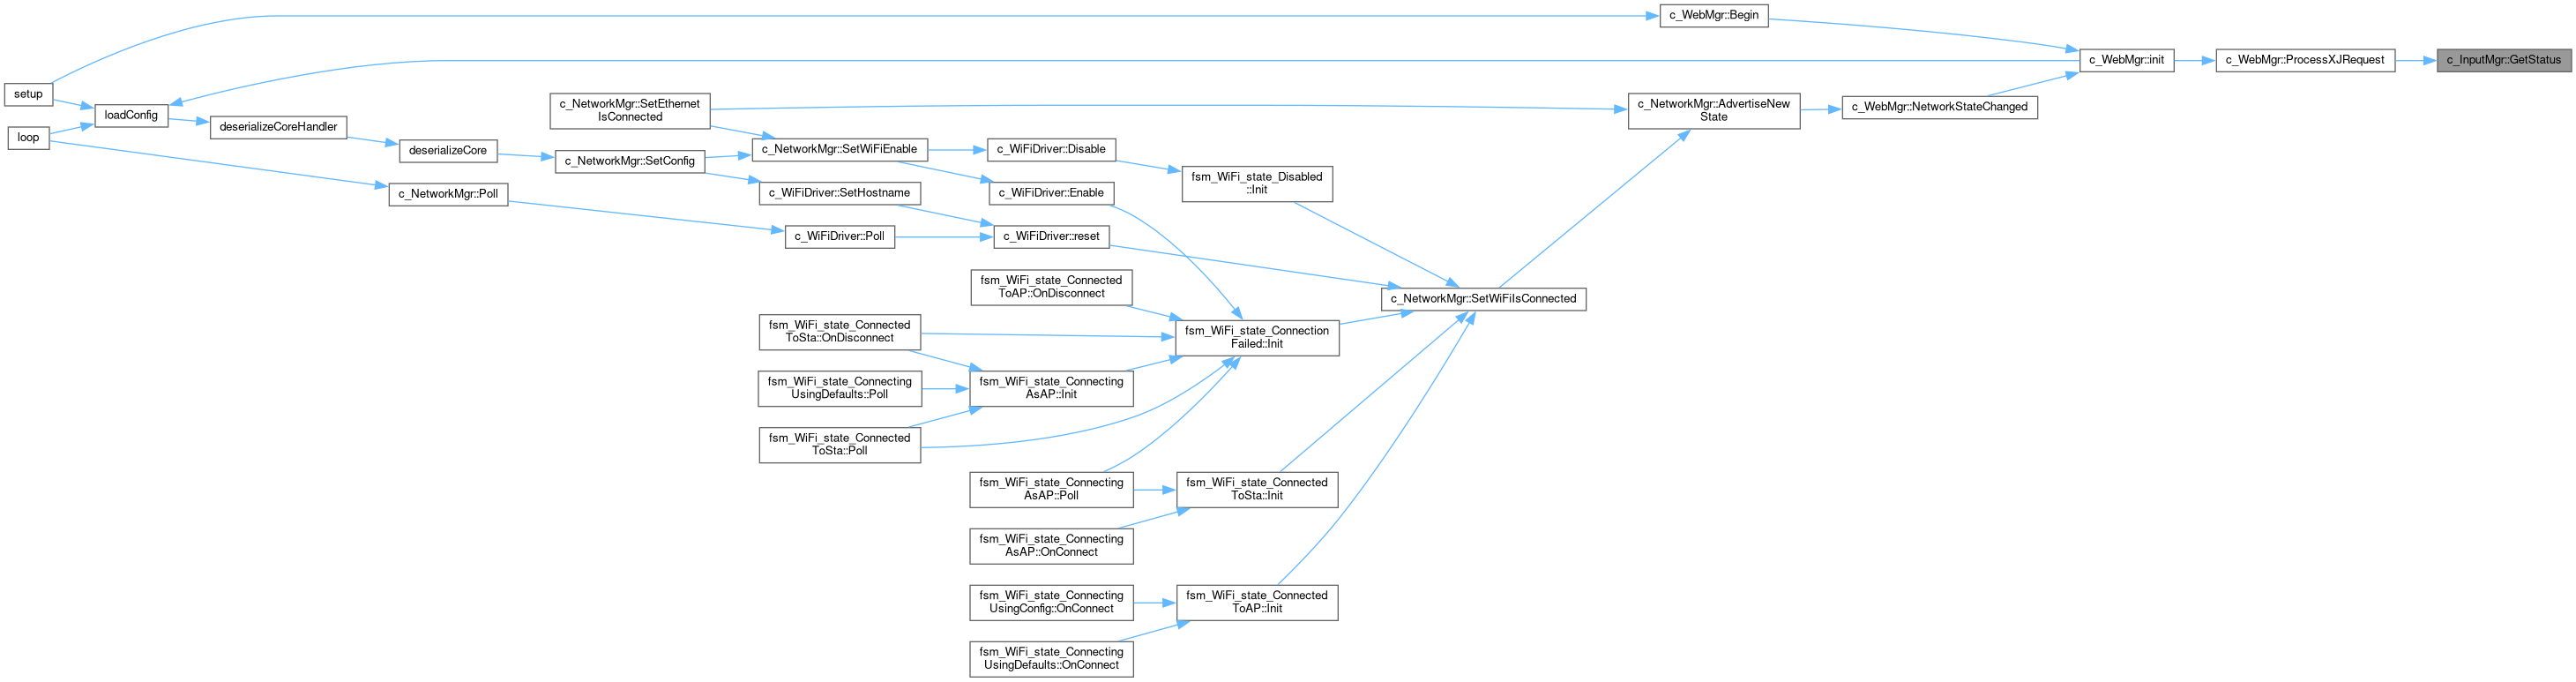 c_WebMgr::Begin
c_WebMgr::init
c_WebMgr::ProcessXJRequest
c_InputMgr::GetStatus
setup
loadConfig
c_NetworkMgr::SetEthernet
IsConnected
c_NetworkMgr::AdvertiseNew
State
c_WebMgr::NetworkStateChanged
loop
deserializeCoreHandler
deserializeCore
c_NetworkMgr::SetConfig
c_NetworkMgr::SetWiFiEnable
c_WiFiDriver::Disable
fsm_WiFi_state_Disabled
::Init
c_NetworkMgr::Poll
c_WiFiDriver::SetHostname
c_WiFiDriver::Enable
c_WiFiDriver::Poll
c_WiFiDriver::reset
fsm_WiFi_state_Connected
ToAP::OnDisconnect
c_NetworkMgr::SetWiFiIsConnected
fsm_WiFi_state_Connected
ToSta::OnDisconnect
fsm_WiFi_state_Connection
Failed::Init
fsm_WiFi_state_Connecting
UsingDefaults::Poll
fsm_WiFi_state_Connecting
AsAP::Init
fsm_WiFi_state_Connected
ToSta::Poll
fsm_WiFi_state_Connecting
AsAP::Poll
fsm_WiFi_state_Connected
ToSta::Init
fsm_WiFi_state_Connecting
AsAP::OnConnect
fsm_WiFi_state_Connecting
UsingConfig::OnConnect
fsm_WiFi_state_Connected
ToAP::Init
fsm_WiFi_state_Connecting
UsingDefaults::OnConnect